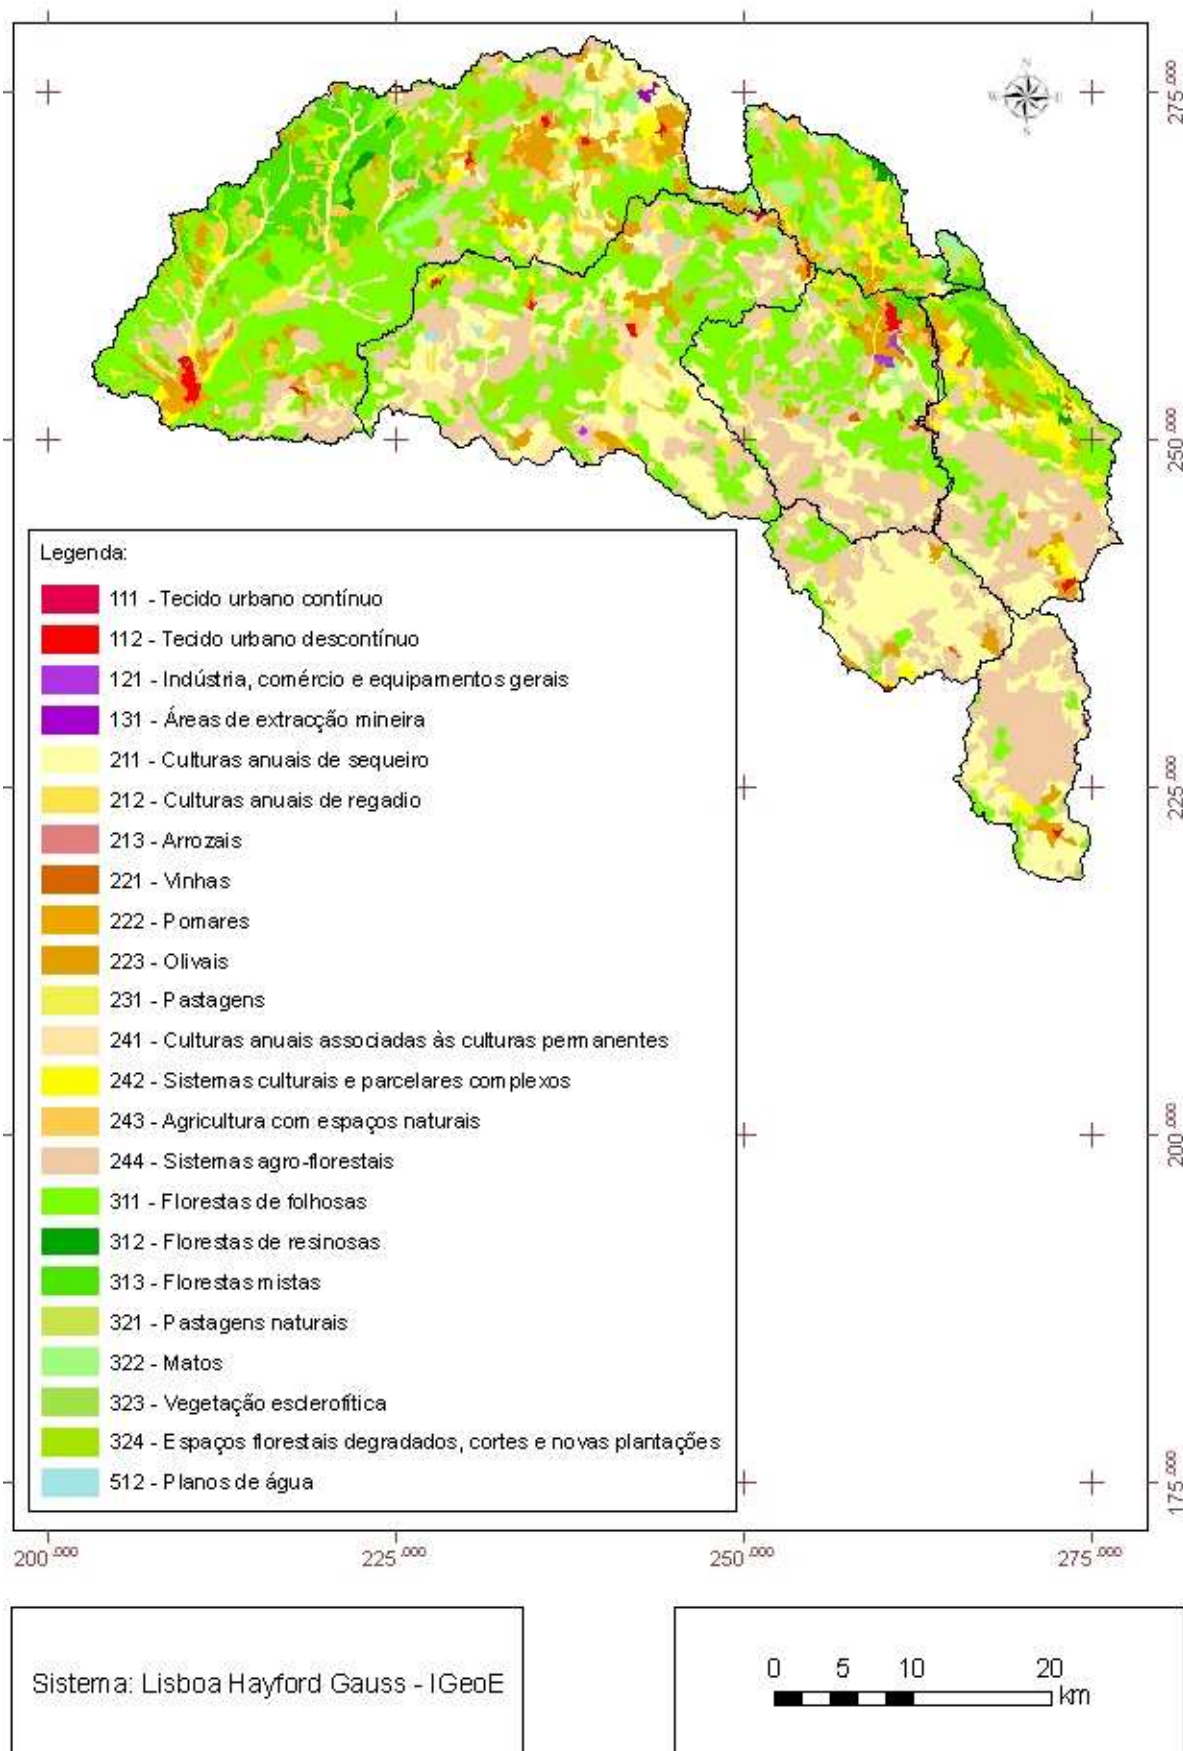 N
W E
S
275.000
250.000
225.000
200.000
175.000
Legenda:
111 - Tecido urbano contínuo
112 - Tecido urbano descontínuo
121 - Indústria, comércio e equipamentos gerais
131 - Áreas de extracção mineira
211 - Culturas anuais de sequeiro
212 - Culturas anuais de regadio
213 - Arrozais
221 - Vinhas
222 - Pomares
223 - Olivais
231 - Pastagens
241 - Culturas anuais associadas às culturas permanentes
242 - Sistemas culturais e parcelares complexos
243 - Agricultura com espaços naturais
244 - Sistemas agro-florestais
311 - Florestas de folhosas
312 - Florestas de resinosas
313 - Florestas mistas
321 - Pastagens naturais
322 - Matos
323 - Vegetação esclerofítica
324 - Espaços florestais degradados, cortes e novas plantações
512 - Planos de água
200.000 225.000 250.000 275.000
Sistema: Lisboa Hayford Gauss - IGeoE
0 5 10 20
km